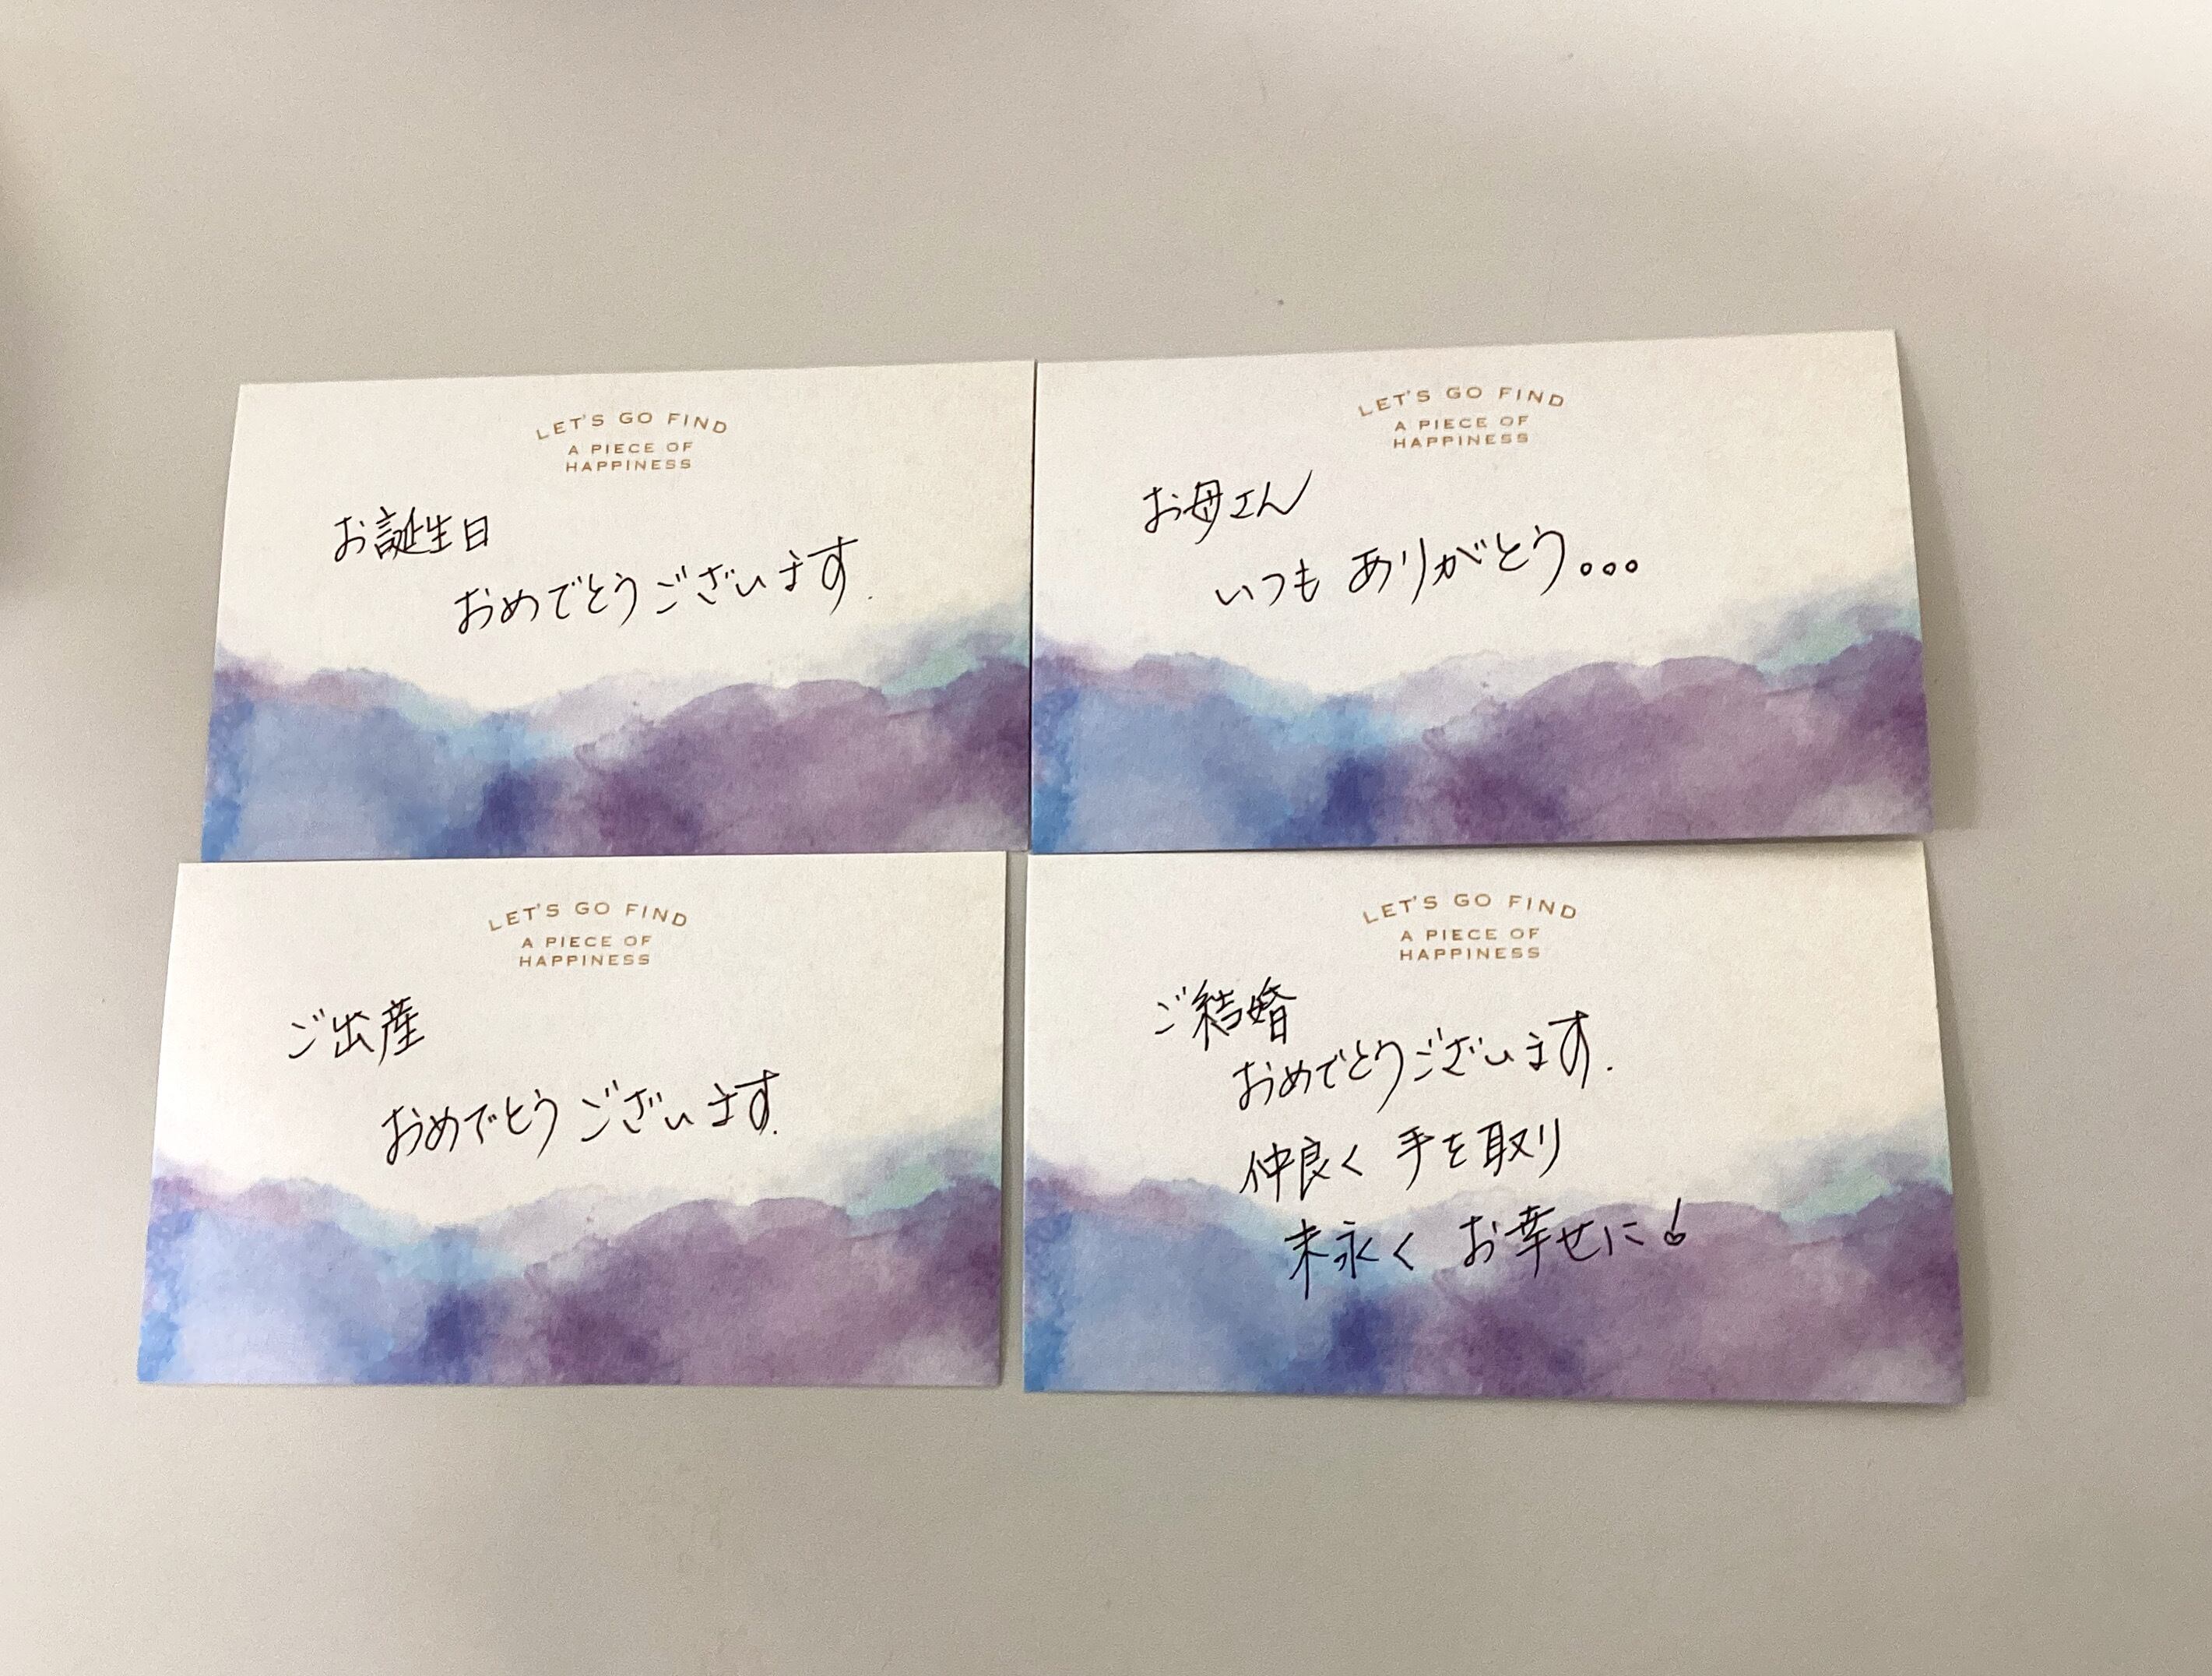 LET'S GO FIND
A PIECE OF
HAPPINESS
お誕生日
おめでとうございます.
LET'S GO FIND
A PIECE OF
HAPPINESS
お母さん
いつも ありがとう...
LET'S GO FIND
A PIECE OF
HAPPINESS
ご出産
おめでとう ございます.
LET'S GO FIND
A PIECE OF
HAPPINESS
ご結婚
おめでとうございます.
仲良く 手を取り
末永く お幸せに!